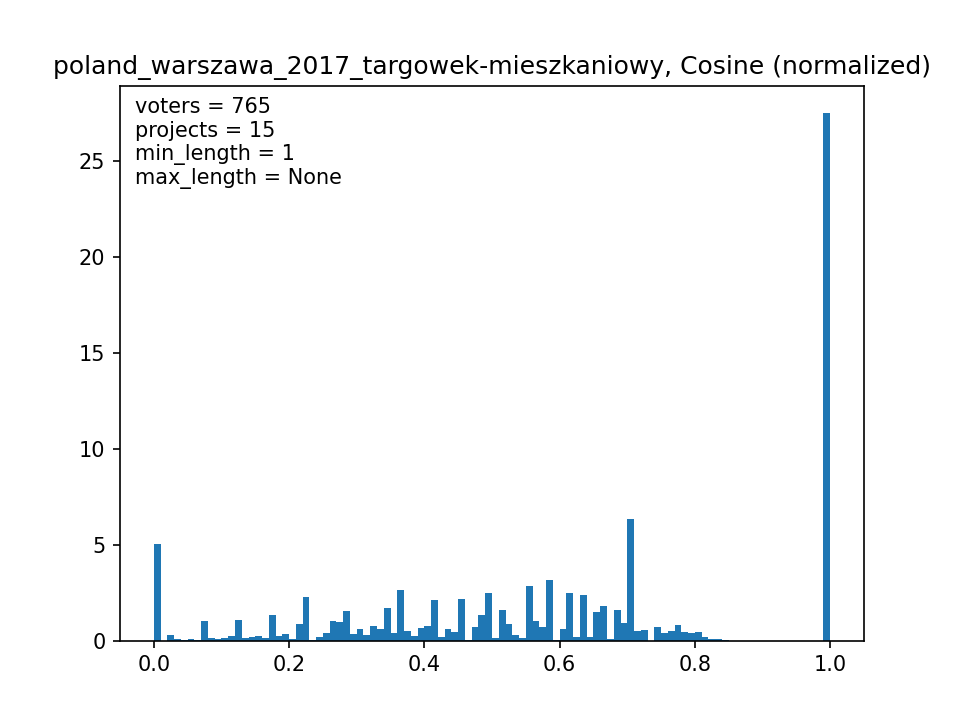 poland_warszawa_2017_targowek-mieszkaniowy, Cosine (normalized)
voters = 765
projects = 15
min_length = 1
max_length = None
25
20
15
10
5
0
0.0 0.2 0.4 0.6 0.8 1.0